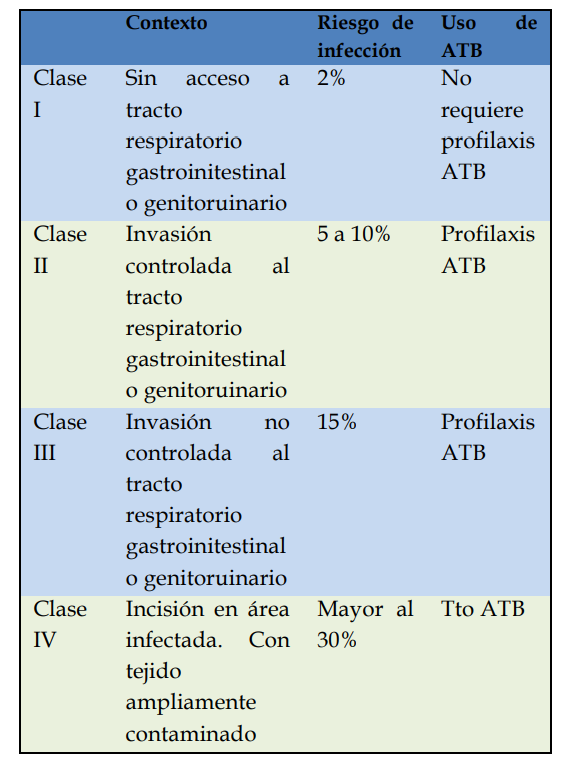 Contexto Riesgo de Uso de
infección ATB
Clase Sin acceso a 2% No
I tracto requiere
respiratorio profilaxis
gastroinitestinal ATB
o genitoruinario
Clase Invasión 5 a 10% Profilaxis
II controlada al ATB
tracto
respiratorio
gastroinitestinal
o genitoruinario
Clase Invasión no 15% Profilaxis
III controlada al ATB
tracto
respiratorio
gastroinitestinal
o genitoruinario
Clase Incisión en área Mayor al Tto ATB
IV infectada. Con 30%
tejido
ampliamente
contaminado